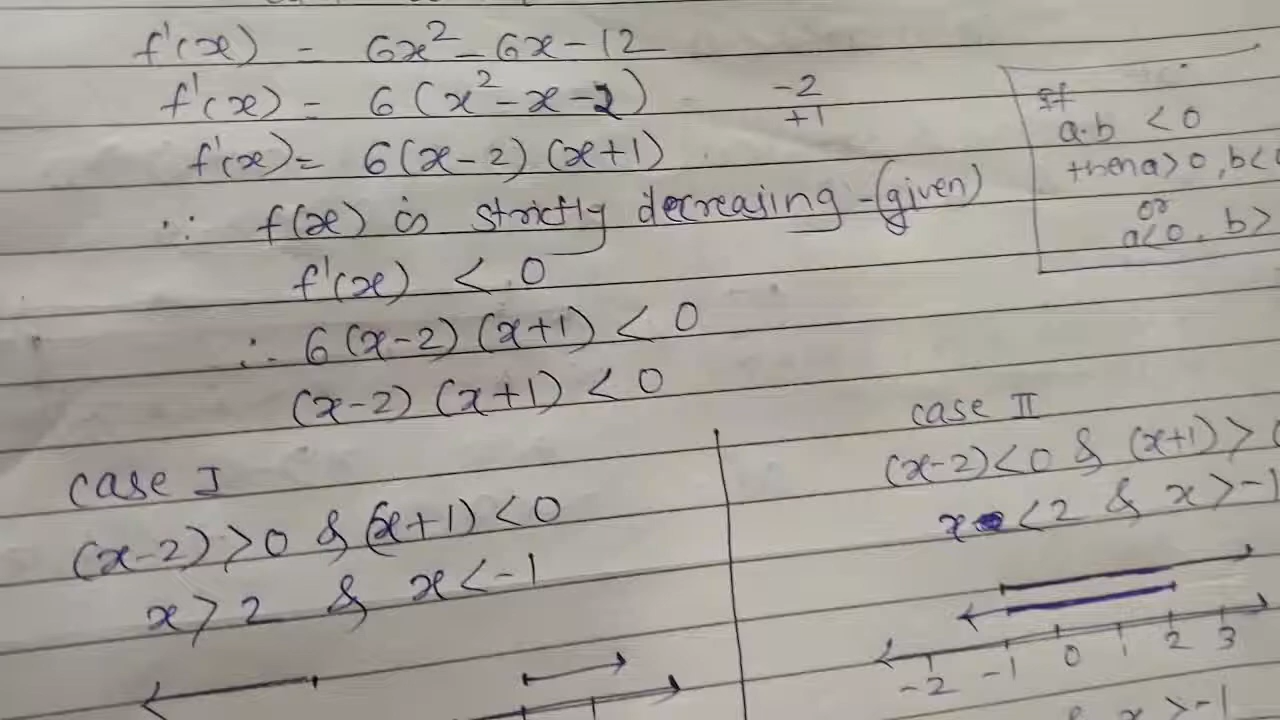 f'(x) = 6x² - 6x - 12
f'(x) = 6(x² - x - 2)
-2
+1
f'(x) = 6(x-2)(x+1)
∵ f(x) is strictly decreasing - (given)
f'(x) < 0
∴ 6(x-2)(x+1) < 0
(x-2)(x+1) < 0
If
a.b < 0
then a > 0, b <
or
a < 0, b >
case I
(x-2) > 0 & (x+1) < 0
x > 2 & x < -1
case II
(x-2) < 0 & (x+1) >
x < 2 & x > -1
-2 -1 0 1 2 3
x > -1